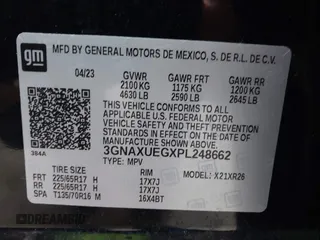 gm
MFD BY GENERAL MOTORS DE MEXICO, S. DE R.L. DE C.V.
04/23 GVWR GAWR FRT GAWR RR
2100 KG 1175 KG 1200 KG
4630 LB 2590 LB 2645 LB
THIS VEHICLE CONFORMS TO ALL APPLICABLE
U.S. FEDERAL MOTOR VEHICLE SAFETY, BUMPER, AND
THEFT PREVENTION STANDARDS IN EFFECT ON THE
DATE OF MANUFACTURE SHOWN ABOVE.
3GNAXUEGXPL248662
TYPE: MPV MODEL: X21XR26
TIRE SIZE RIM
FRT 225/65R17 H 17X7J
RR 225/65R17 H 17X7J
SPA T135/70R16 M 16X4BT
DREAMBID